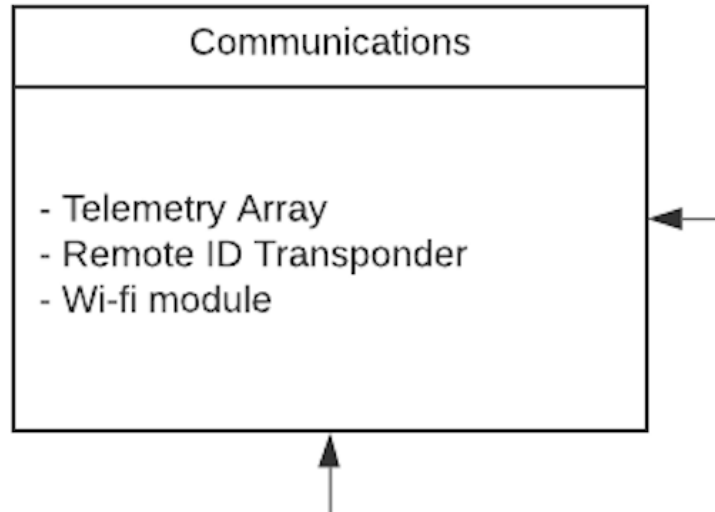 Communications
- Telemetry Array
- Remote ID Transponder
- Wi-fi module